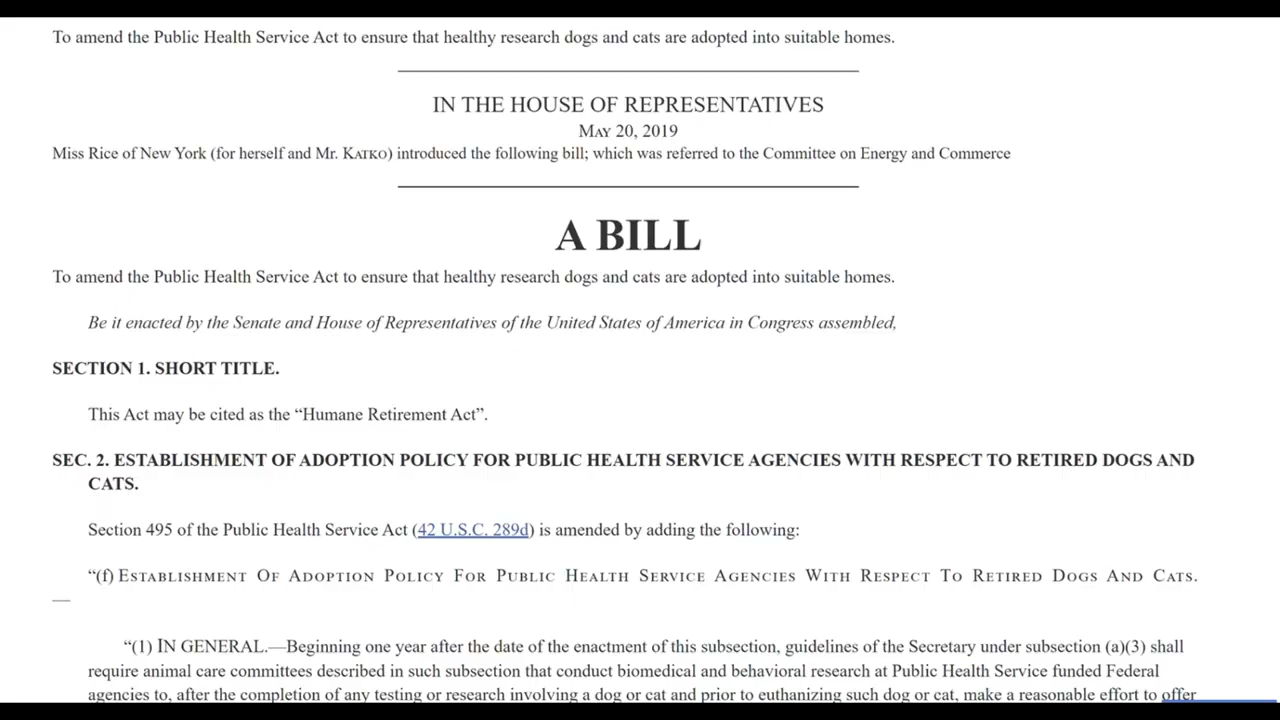 To amend the Public Health Service Act to ensure that healthy research dogs and cats are adopted into suitable homes.
IN THE HOUSE OF REPRESENTATIVES
May 20, 2019
Miss Rice of New York (for herself and Mr. Katko) introduced the following bill; which was referred to the Committee on Energy and Commerce
A BILL
To amend the Public Health Service Act to ensure that healthy research dogs and cats are adopted into suitable homes.
Be it enacted by the Senate and House of Representatives of the United States of America in Congress assembled,
SECTION 1. SHORT TITLE.
This Act may be cited as the “Humane Retirement Act”.
SEC. 2. ESTABLISHMENT OF ADOPTION POLICY FOR PUBLIC HEALTH SERVICE AGENCIES WITH RESPECT TO RETIRED DOGS AND
CATS.
Section 495 of the Public Health Service Act (42 U.S.C. 289d) is amended by adding the following:
“(f) Establishment Of Adoption Policy For Public Health Service Agencies With Respect To Retired Dogs And Cats.
—
“(1) IN GENERAL.—Beginning one year after the date of the enactment of this subsection, guidelines of the Secretary under subsection (a)(3) shall
require animal care committees described in such subsection that conduct biomedical and behavioral research at Public Health Service funded Federal
agencies to, after the completion of any testing or research involving a dog or cat and prior to euthanizing such dog or cat, make a reasonable effort to offer